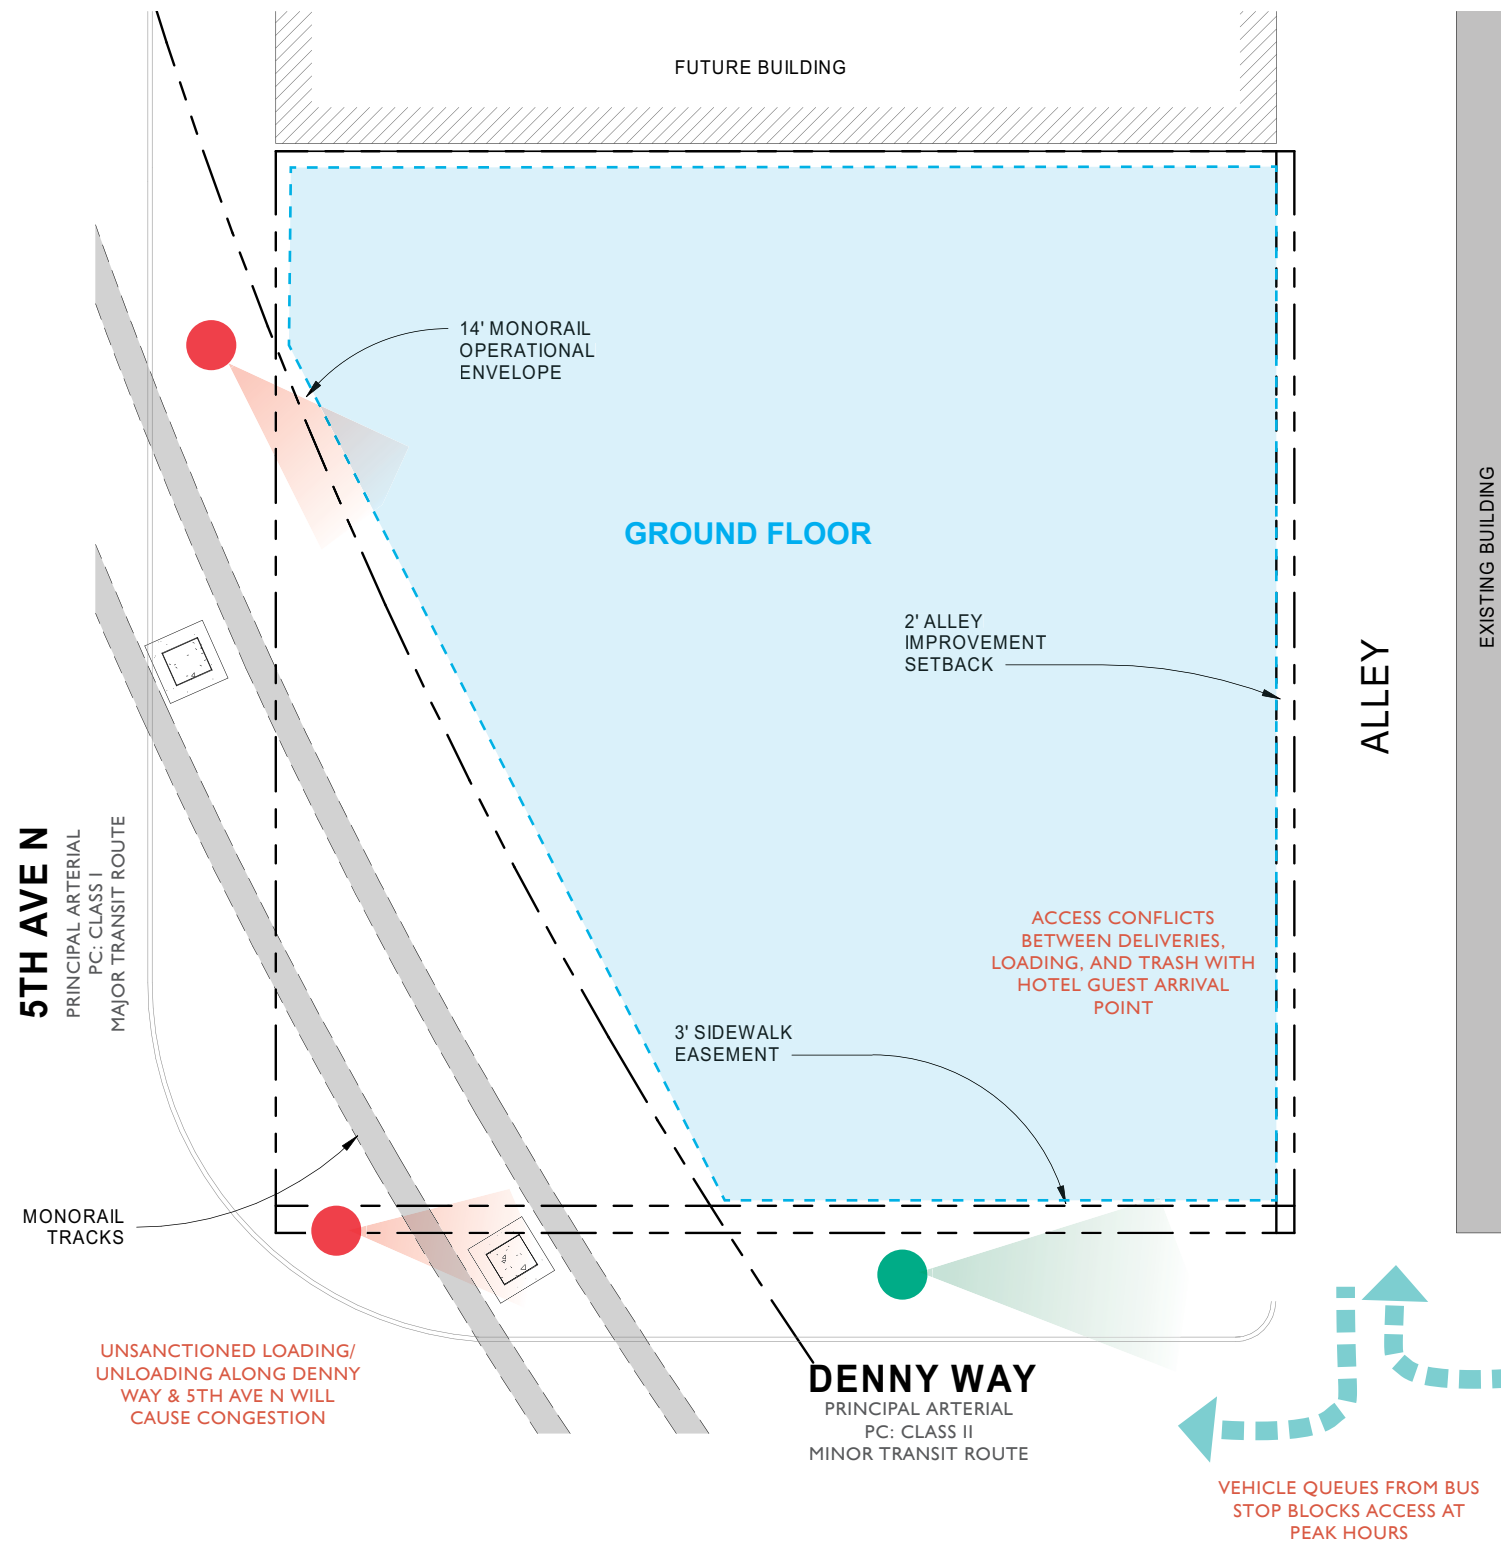 FUTURE BUILDING
14' MONORAIL
OPERATIONAL
ENVELOPE
GROUND FLOOR
EXISTING BUILDING
2' ALLEY
IMPROVEMENT
SETBACK
ALLEY
5TH AVE N
PRINCIPAL ARTERIAL
PC: CLASS I
MAJOR TRANSIT ROUTE
ACCESS CONFLICTS
BETWEEN DELIVERIES,
LOADING, AND TRASH WITH
HOTEL GUEST ARRIVAL
POINT
3' SIDEWALK
EASEMENT
MONORAIL
TRACKS
UNSANCTIONED LOADING/
UNLOADING ALONG DENNY
WAY & 5TH AVE N WILL
CAUSE CONGESTION
DENNY WAY
PRINCIPAL ARTERIAL
PC: CLASS II
MINOR TRANSIT ROUTE
VEHICLE QUEUES FROM BUS
STOP BLOCKS ACCESS AT
PEAK HOURS